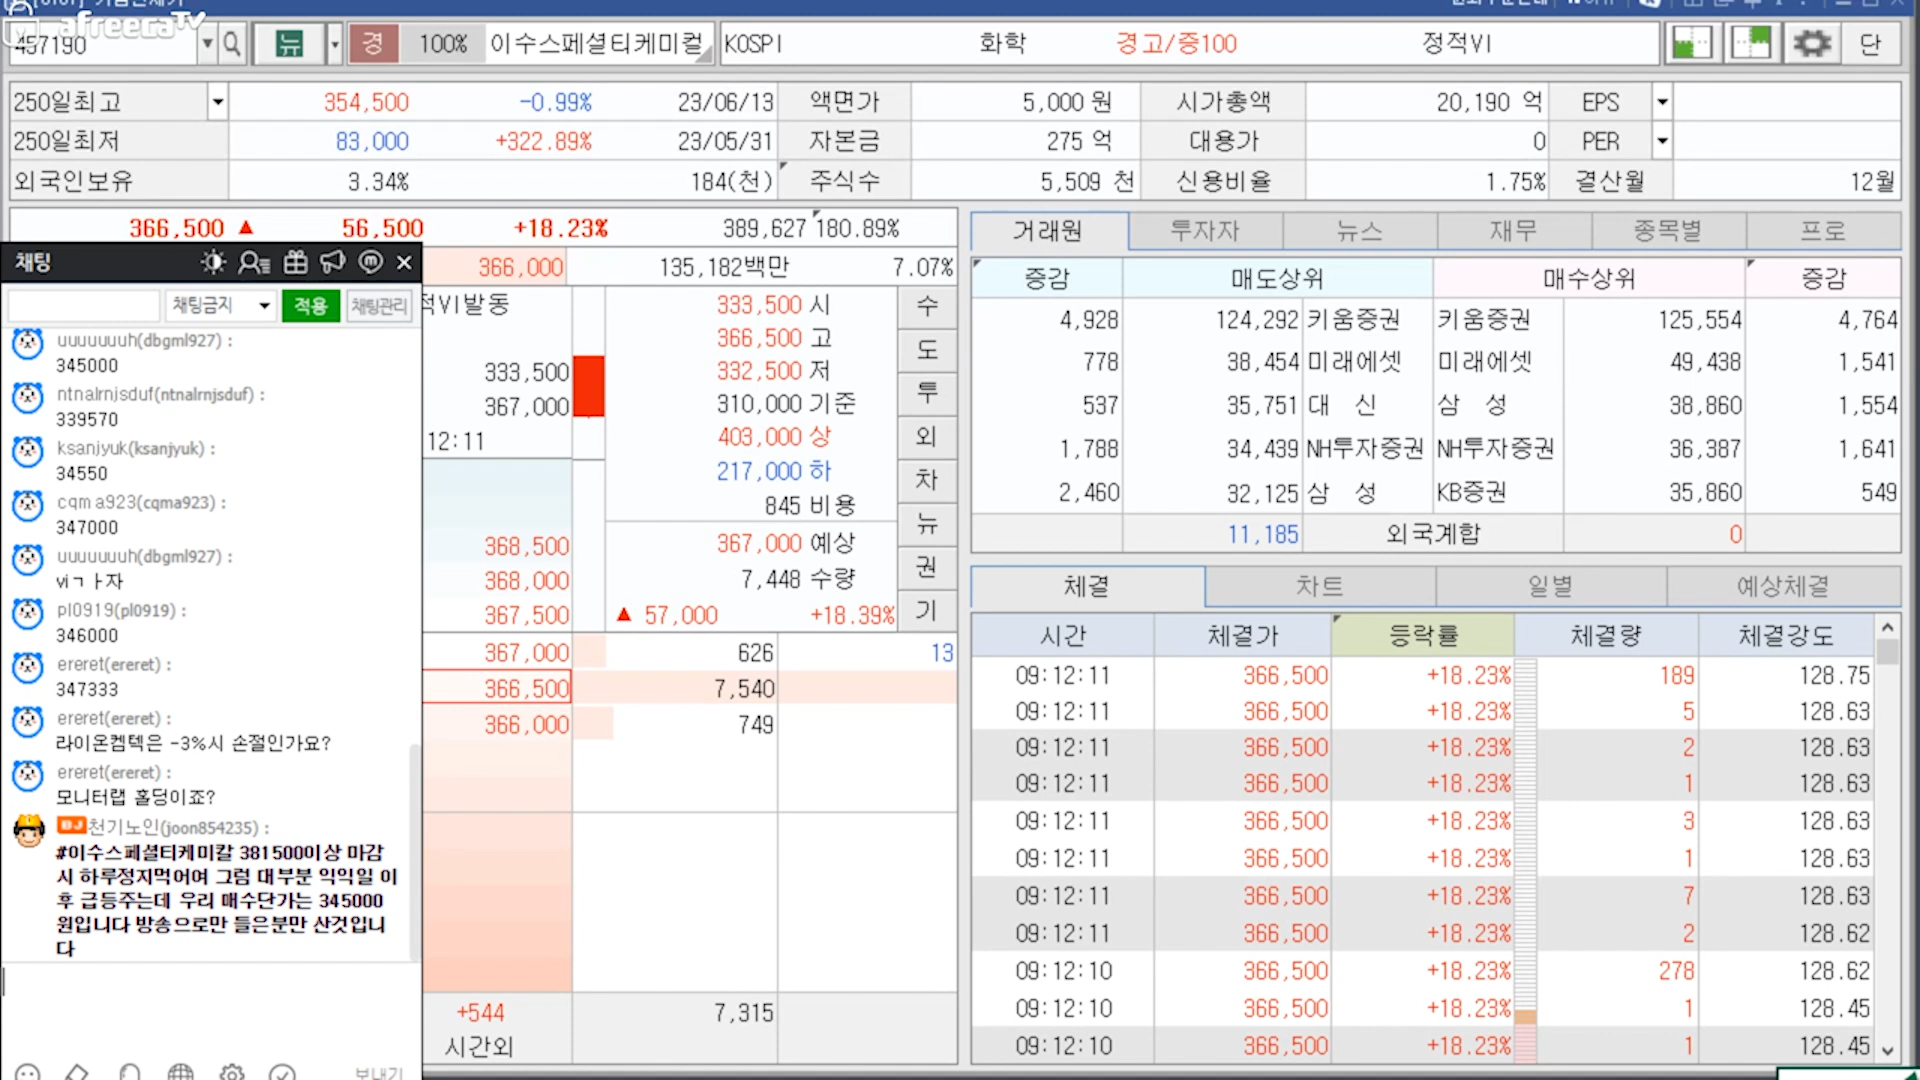 afreecaTV
457190 뉴 경 100% 이수스페셜티케미컬 KOSPI 화학 경고/증100 정적VI 단
250일최고 354,500 -0.99% 23/06/13 액면가 5,000 원 시가총액 20,190 억 EPS
250일최저 83,000 +322.89% 23/05/31 자본금 275 억 대용가 0 PER
외국인보유 3.34% 184(천) 주식수 5,509 천 신용비율 1.75% 결산월 12월
366,500 ▲ 56,500 +18.23% 389,627 180.89%
366,000 135,182백만 7.07%
적VI발동
333,500
367,000
12:11
333,500 시
366,500 고
332,500 저
310,000 기준
403,000 상
217,000 하
845 비용
367,000 예상
7,448 수량
▲ 57,000 +18.39%
수
도
투
외
차
뉴
권
기
368,500
368,000
367,500
367,000 626 13
366,500 7,540
366,000 749
+544 7,315
시간외
채팅
채팅금지 적용 채팅관리
uuuuuuuh(dbgml927) :
345000
ntnalrnjsduf(ntnalrnjsduf) :
339570
ksanjyuk(ksanjyuk) :
34550
cqma923(cqma923) :
347000
uuuuuuuh(dbgml927) :
viㄱㅏ자
pl0919(pl0919) :
346000
ereret(ereret) :
347333
ereret(ereret) :
라이온켐텍은 -3%시 손절인가요?
ereret(ereret) :
모니터랩 홀딩이죠?
BJ천기노인(joon854235) :
#이수스페셜티케미칼 381500이상 마감
시 하루정지먹어여 그럼 대부분 익익일 이
후 급등주는데 우리 매수단가는 345000
원입니다 방송으로만 들은분만 산것입니
다
보내기
거래원 투자자 뉴스 재무 종목별 프로
증감 매도상위 매수상위 증감
4,928 124,292 키움증권 키움증권 125,554 4,764
778 38,454 미래에셋 미래에셋 49,438 1,541
537 35,751 대 신 삼 성 38,860 1,554
1,788 34,439 NH투자증권 NH투자증권 36,387 1,641
2,460 32,125 삼 성 KB증권 35,860 549
11,185 외국계합 0
체결 차트 일별 예상체결
시간 체결가 등락률 체결량 체결강도
09:12:11 366,500 +18.23% 189 128.75
09:12:11 366,500 +18.23% 5 128.63
09:12:11 366,500 +18.23% 2 128.63
09:12:11 366,500 +18.23% 1 128.63
09:12:11 366,500 +18.23% 3 128.63
09:12:11 366,500 +18.23% 1 128.63
09:12:11 366,500 +18.23% 7 128.63
09:12:11 366,500 +18.23% 2 128.62
09:12:10 366,500 +18.23% 278 128.62
09:12:10 366,500 +18.23% 1 128.45
09:12:10 366,500 +18.23% 1 128.45